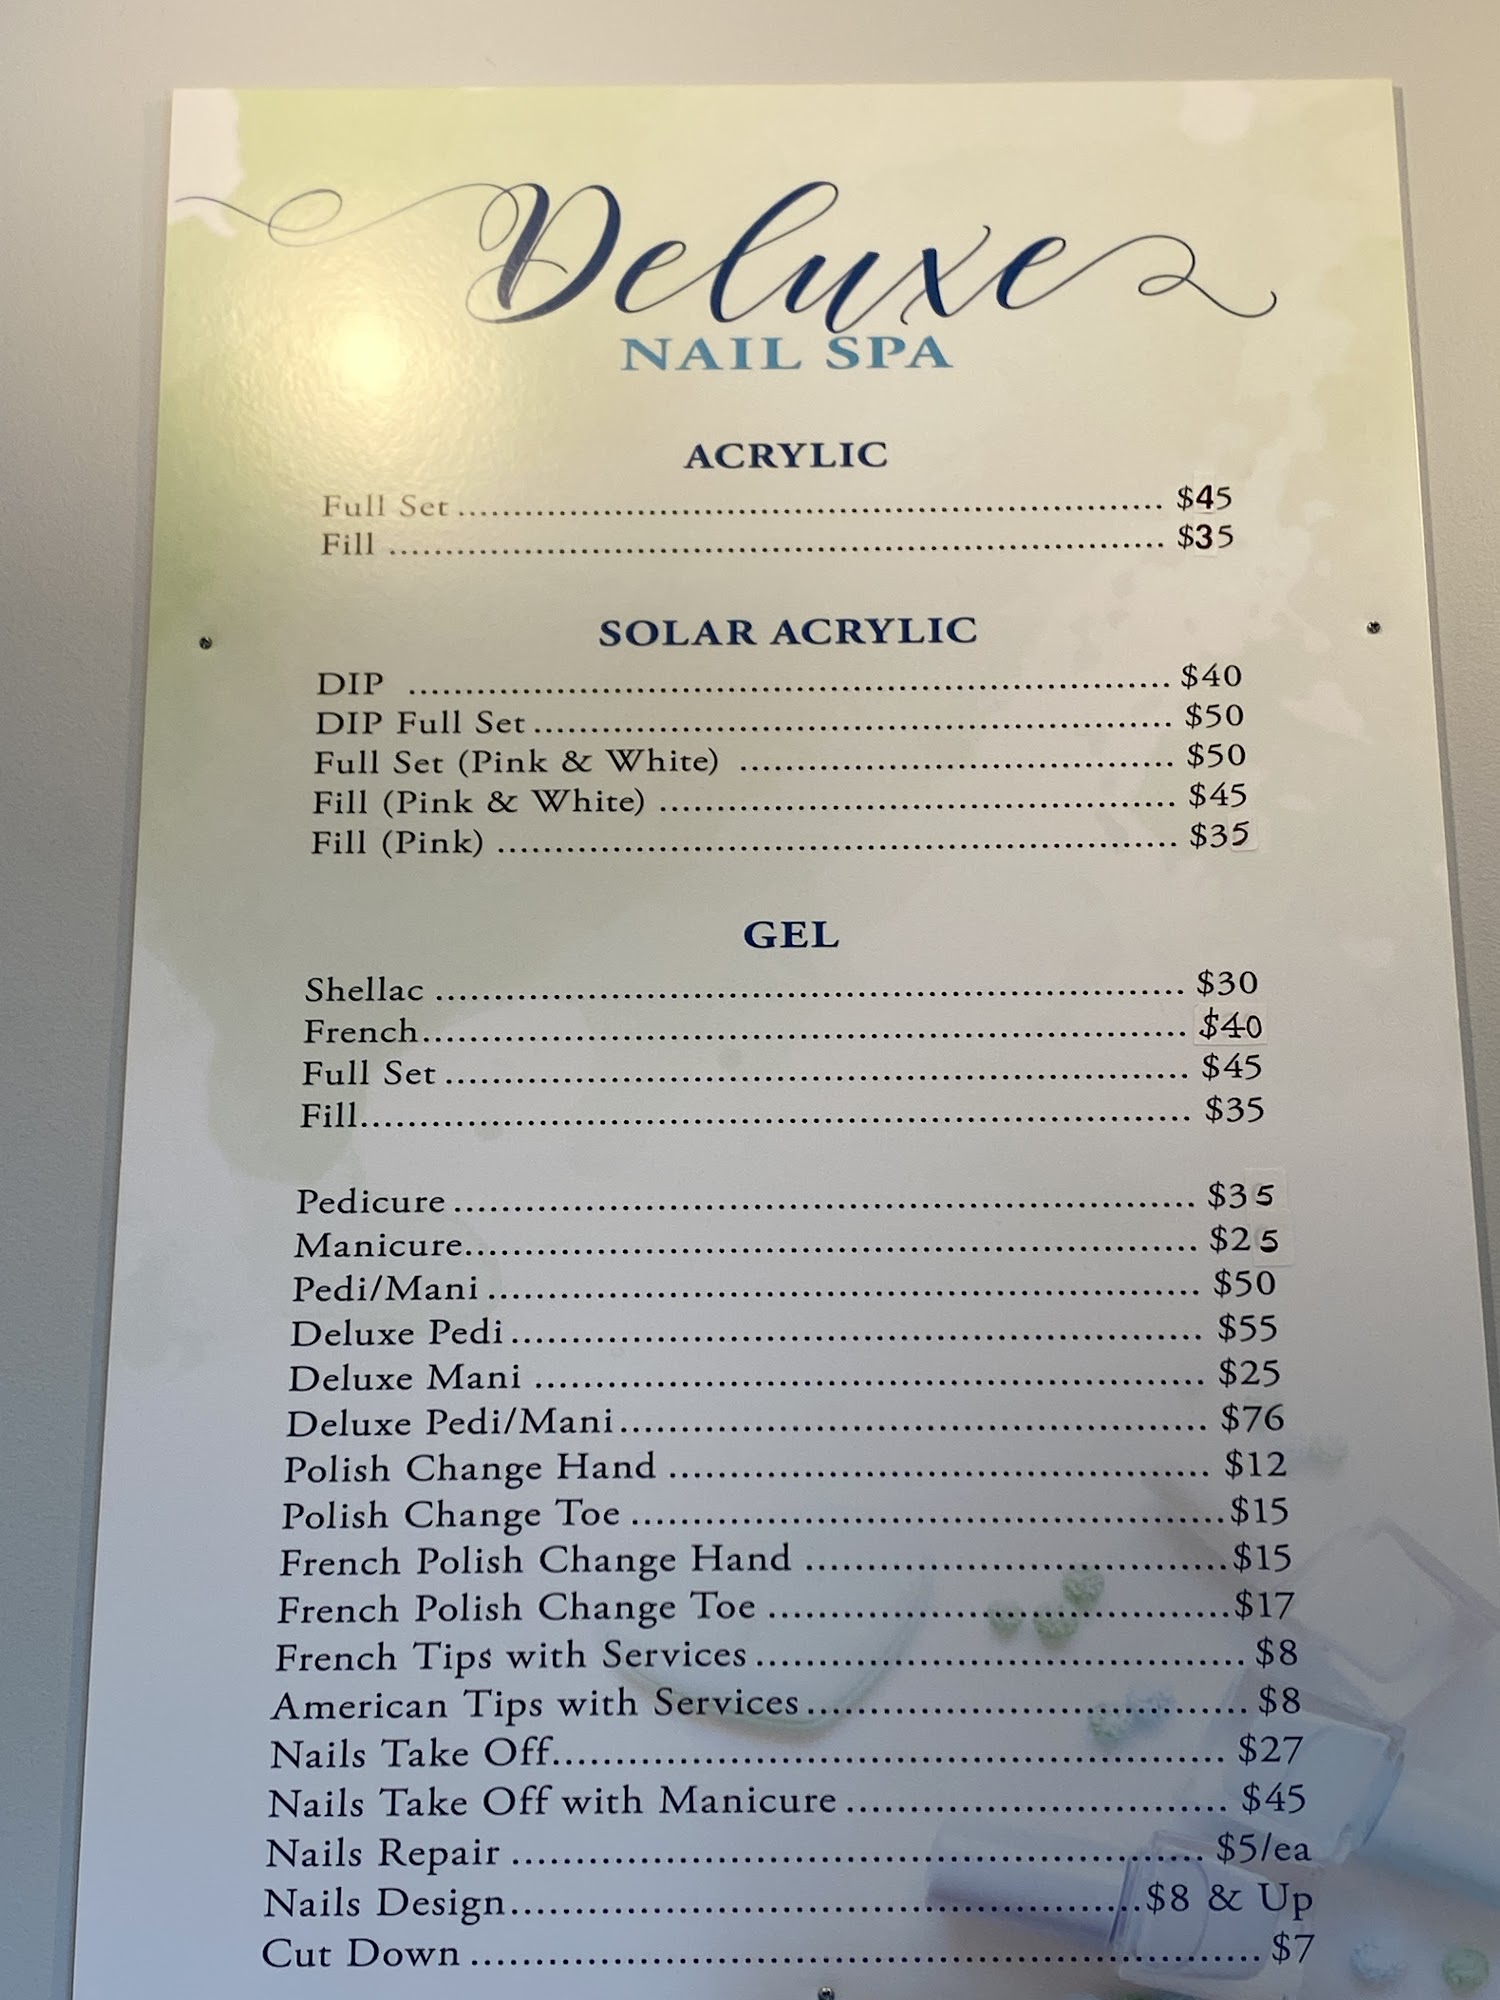 Deluxe
NAIL SPA
ACRYLIC
Full Set ........ $45
Fill ........ $35
SOLAR ACRYLIC
DIP ........ $40
DIP Full Set ........ $50
Full Set (Pink & White) ........ $50
Fill (Pink & White) ........ $45
Fill (Pink) ........ $35
GEL
Shellac ........ $30
French ........ $40
Full Set ........ $45
Fill ........ $35
Pedicure ........ $35
Manicure ........ $25
Pedi/Mani ........ $50
Deluxe Pedi ........ $55
Deluxe Mani ........ $25
Deluxe Pedi/Mani ........ $76
Polish Change Hand ........ $12
Polish Change Toe ........ $15
French Polish Change Hand ........ $15
French Polish Change Toe ........ $17
French Tips with Services ........ $8
American Tips with Services ........ $8
Nails Take Off ........ $27
Nails Take Off with Manicure ........ $45
Nails Repair ........ $5/ea
Nails Design ........ $8 & Up
Cut Down ........ $7